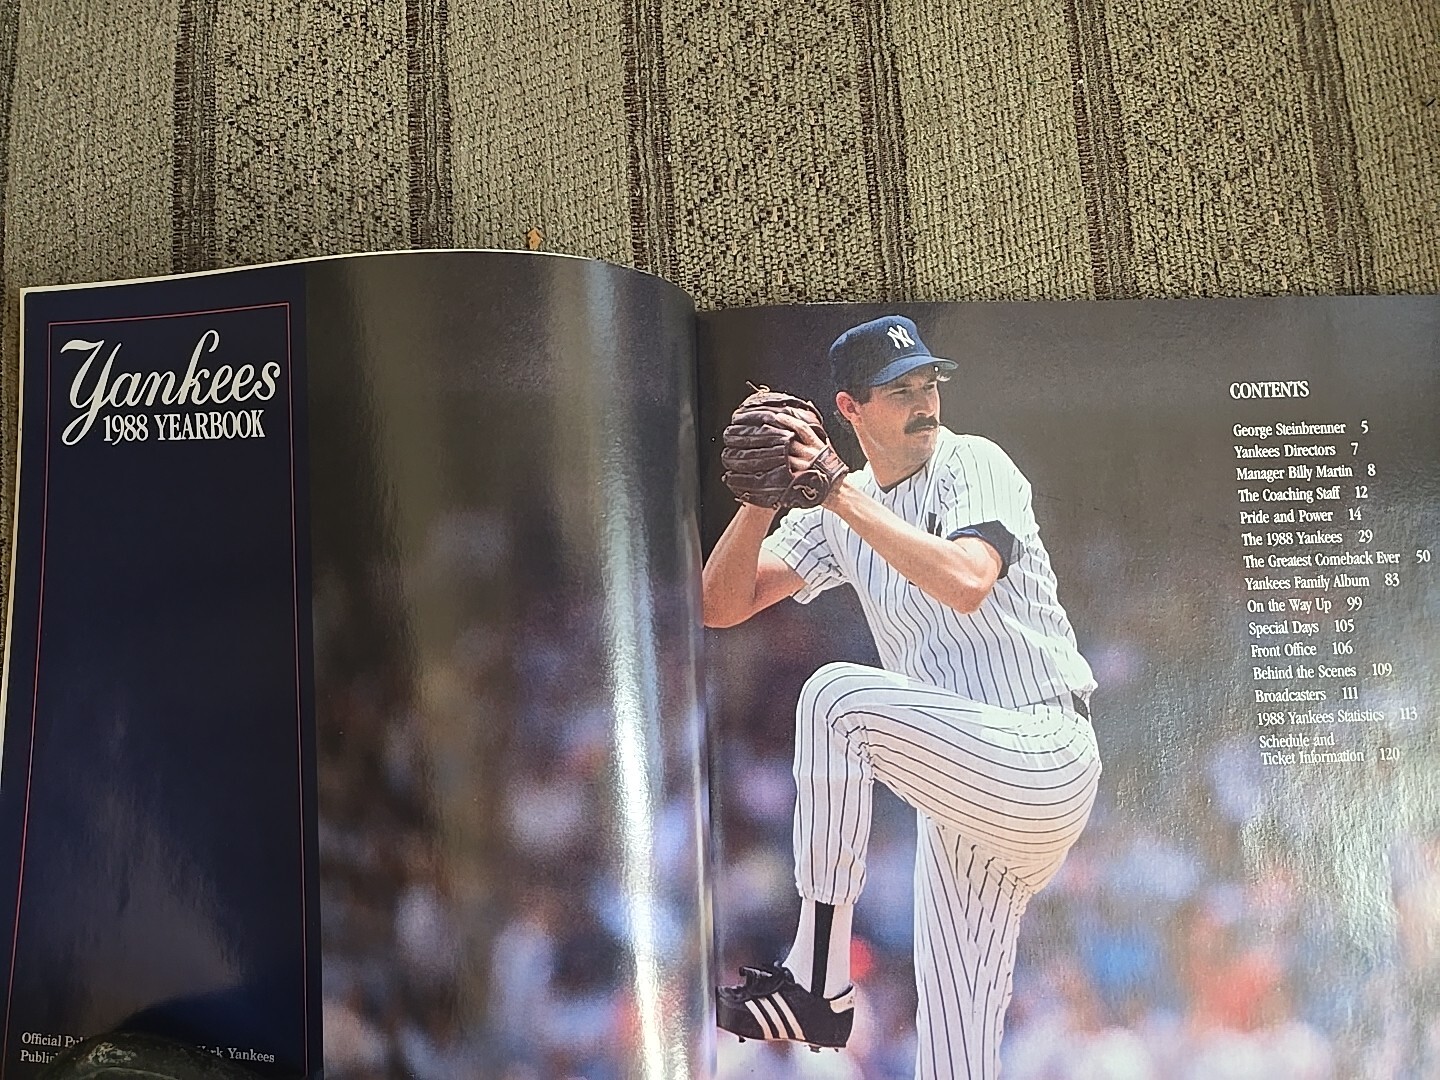 Yankees
1988 YEARBOOK
Official
York Yankees
NY
CONTENTS
George Steinbrenner 5
Yankees Directors 7
Manager Billy Martin 8
The Coaching Staff 12
Pride and Power 14
The 1988 Yankees 29
The Greatest Comeback Ever 50
Yankees Family Album 83
On the Way Up 99
Special Days 105
Front Office 106
Behind the Scenes 109
Broadcasters 111
1988 Yankees Statistics 113
Schedule and
Ticket Information 120